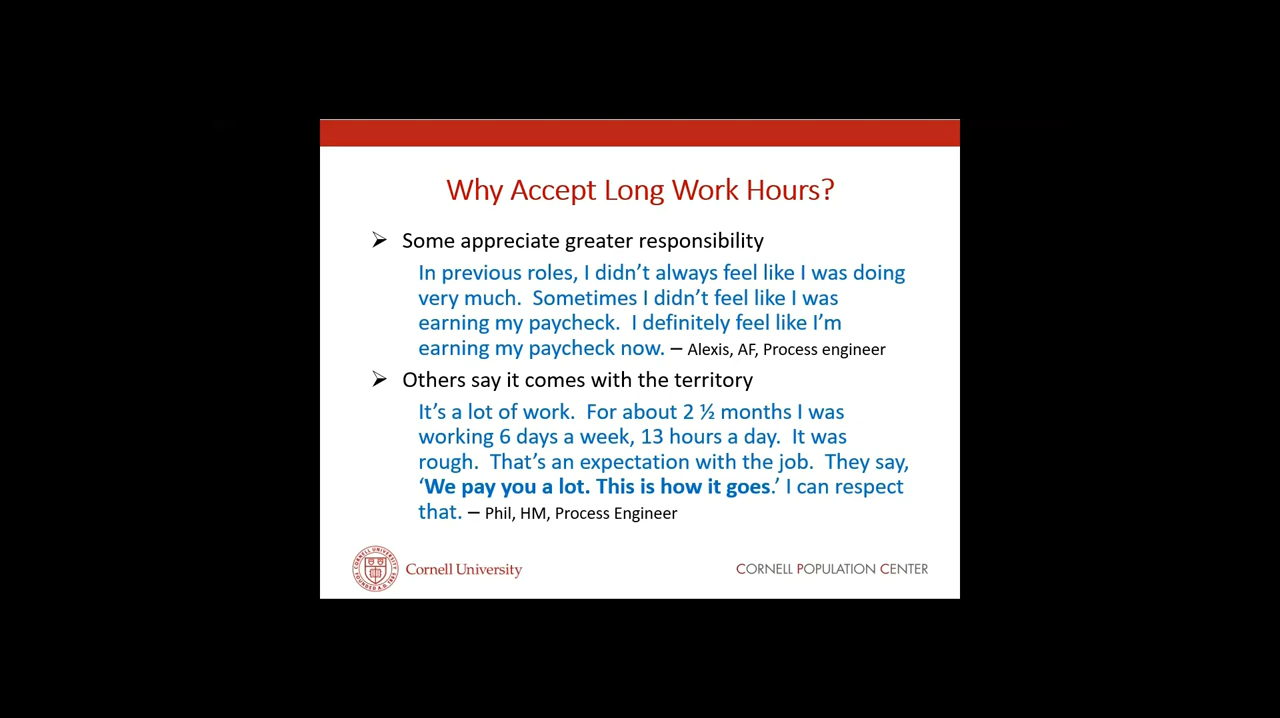 Why Accept Long Work Hours?
➢ Some appreciate greater responsibility
In previous roles, I didn’t always feel like I was doing
very much.  Sometimes I didn’t feel like I was
earning my paycheck.  I definitely feel like I’m
earning my paycheck now. – Alexis, AF, Process engineer
➢ Others say it comes with the territory
It’s a lot of work.  For about 2 ½ months I was
working 6 days a week, 13 hours a day.  It was
rough.  That’s an expectation with the job.  They say,
‘We pay you a lot. This is how it goes.’ I can respect
that. – Phil, HM, Process Engineer
Cornell University
CORNELL POPULATION CENTER